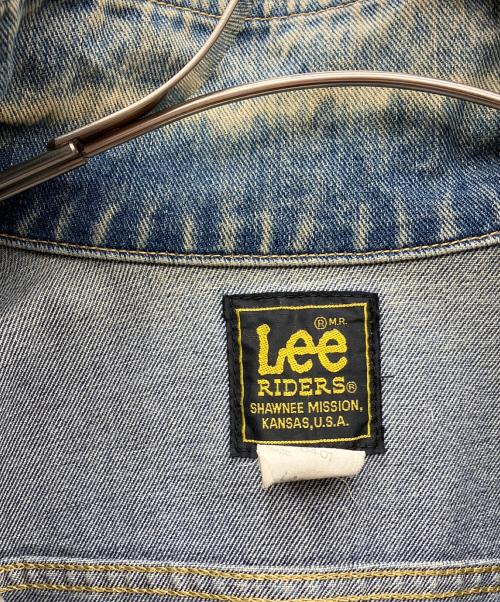 ® M.R.
Lee
RIDERS®
SHAWNEE MISSION,
KANSAS, U.S.A.